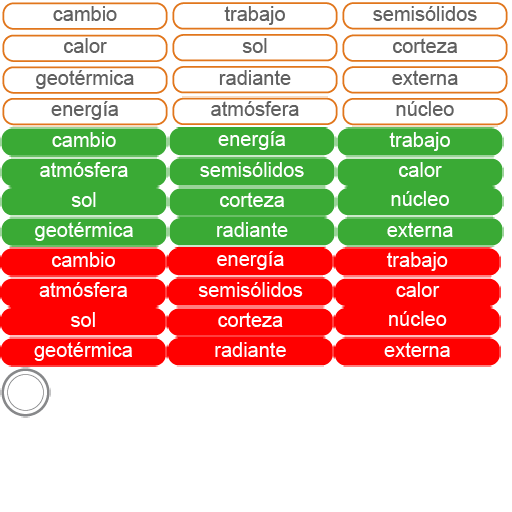 cambio trabajo semisólidos
calor sol corteza
geotérmica radiante externa
energía atmósfera núcleo
cambio energía trabajo
atmósfera semisólidos calor
sol corteza núcleo
geotérmica radiante externa
cambio energía trabajo
atmósfera semisólidos calor
sol corteza núcleo
geotérmica radiante externa